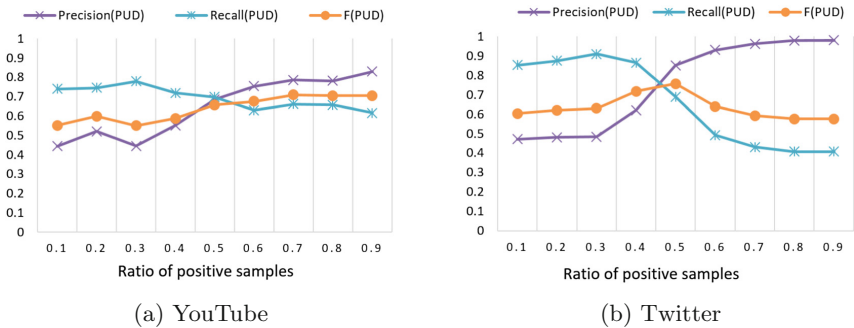 Precision(PUD) Recall(PUD) F(PUD)
1
0.9
0.8
0.7
0.6
0.5
0.4
0.3
0.2
0.1
0
0.1 0.2 0.3 0.4 0.5 0.6 0.7 0.8 0.9
Ratio of positive samples
(a) YouTube
Precision(PUD) Recall(PUD) F(PUD)
1
0.9
0.8
0.7
0.6
0.5
0.4
0.3
0.2
0.1
0
0.1 0.2 0.3 0.4 0.5 0.6 0.7 0.8 0.9
Ratio of positive samples
(b) Twitter